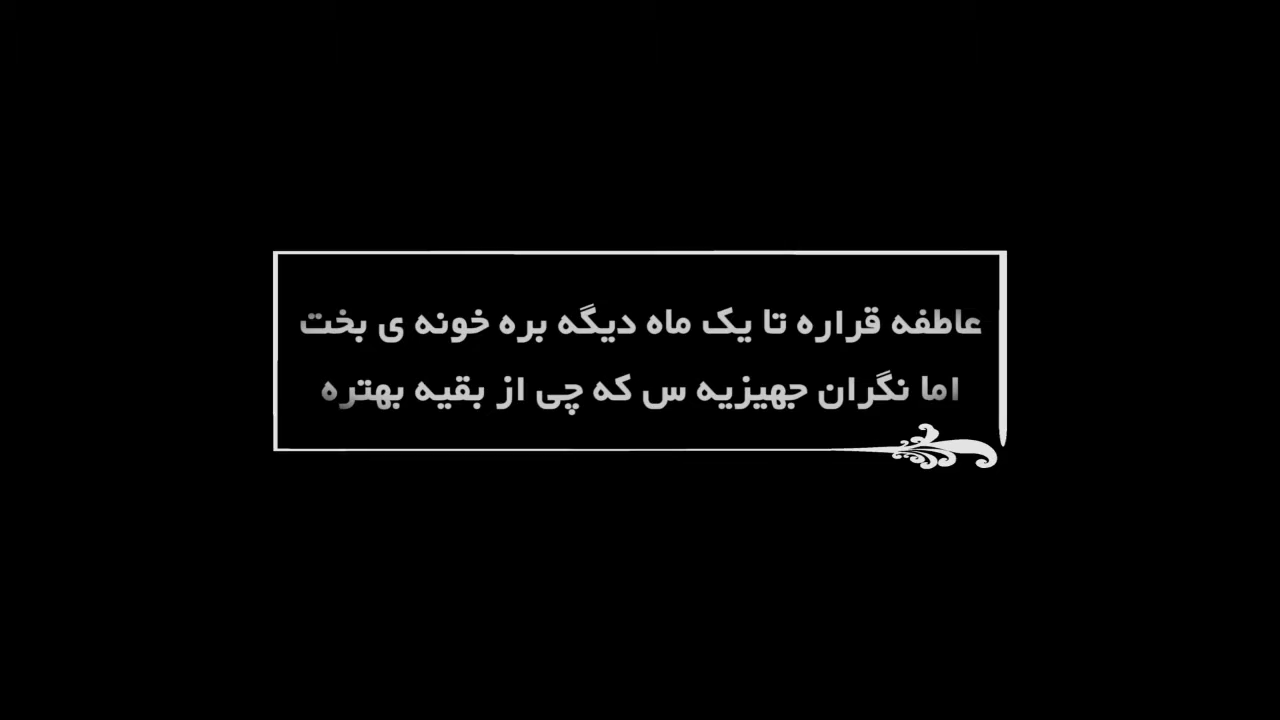 عاطفه قراره تا یک ماه دیگه بره خونه ی بخت
اما نگران جهیزیه س که چی از بقیه بهتره